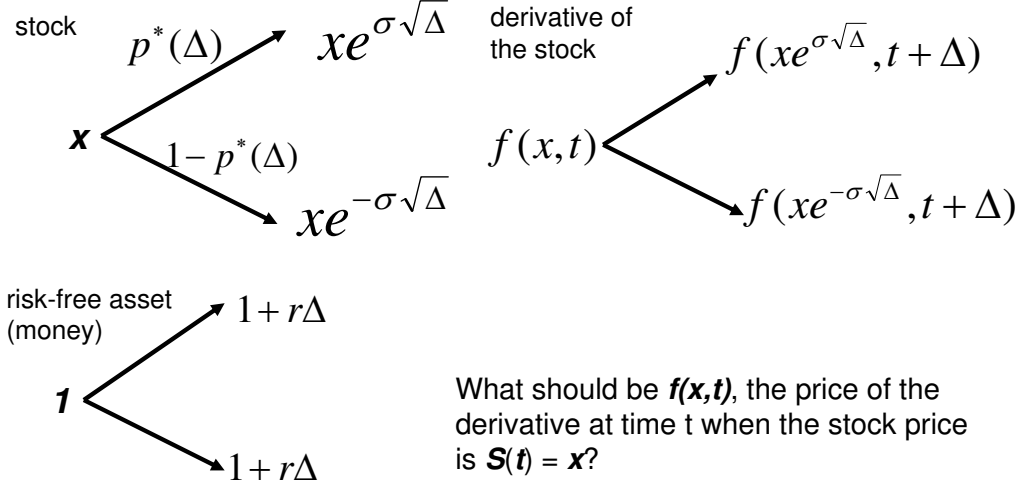 stock
p*(Δ)
xe^{σ√Δ}
x
1 − p*(Δ)
xe^{−σ√Δ}
derivative of
the stock
f(xe^{σ√Δ}, t + Δ)
f(x,t)
f(xe^{−σ√Δ}, t + Δ)
risk-free asset
(money)
1 + rΔ
1
1 + rΔ
What should be f(x,t), the price of the
derivative at time t when the stock price
is S(t) = x?